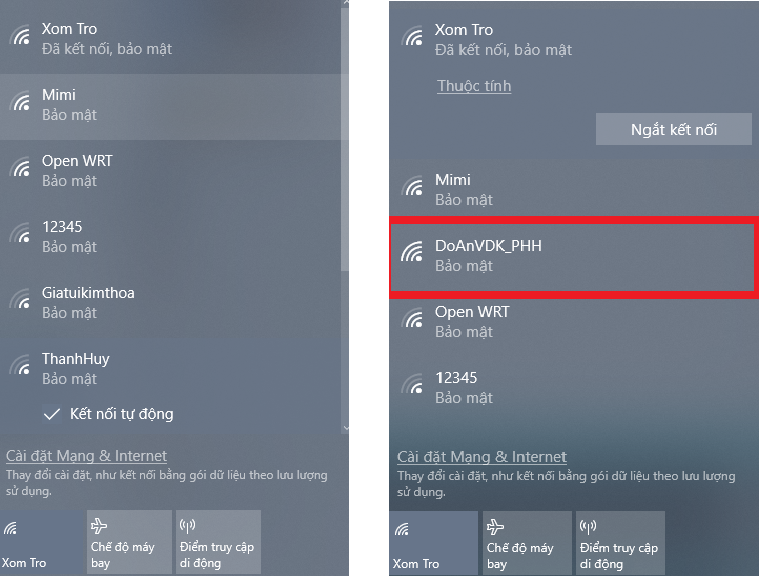 Xom Tro
Đã kết nối, bảo mật
Mimi
Bảo mật
Open WRT
Bảo mật
12345
Bảo mật
Giatuikimthoa
Bảo mật
ThanhHuy
Bảo mật
Kết nối tự động
Cài đặt Mạng & Internet
Thay đổi cài đặt, như kết nối bằng gói dữ liệu theo lưu lượng
sử dụng.
Xom Tro
Chế độ máy
bay
Điểm truy cập
di động
Xom Tro
Đã kết nối, bảo mật
Thuộc tính
Ngắt kết nối
Mimi
Bảo mật
DoAnVDK_PHH
Bảo mật
Open WRT
Bảo mật
12345
Bảo mật
Cài đặt Mạng & Internet
Thay đổi cài đặt, như kết nối bằng gói dữ liệu theo lưu lượng
sử dụng.
Xom Tro
Chế độ máy
bay
Điểm truy cập
di động